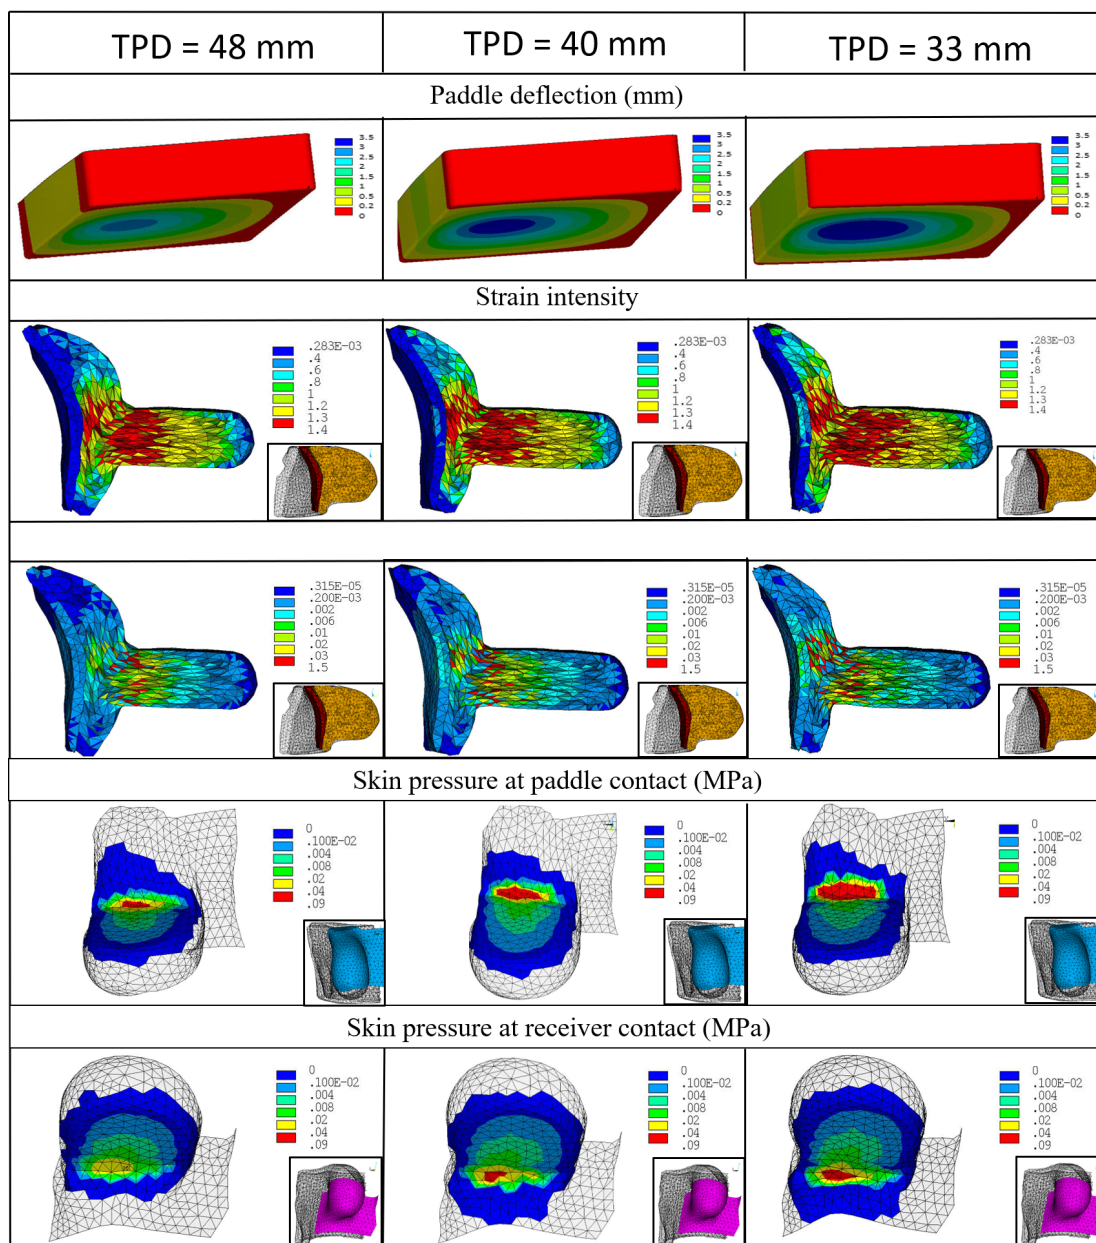 TPD = 48 mm TPD = 40 mm TPD = 33 mm
Paddle deflection (mm)
3.5 3.5 3.5
3 3 3
2.5 2.5 2.5
2 2 2
1.5 1.5 1.5
1 1 1
0.5 0.5 0.5
0.2 0.2 0.2
0 0 0
Strain intensity
.283E-03 .283E-03 .283E-03
.4 .4 .4
.6 .6 .6
.8 .8 .8
1 1 1
1.2 1.2 1.2
1.3 1.3 1.3
1.4 1.4 1.4
.315E-05 .315E-05 .315E-05
.200E-03 .200E-03 .200E-03
.002 .002 .002
.006 .006 .006
.01 .01 .01
.02 .02 .02
.03 .03 .03
1.5 1.5 1.5
Skin pressure at paddle contact (MPa)
0 0 0
.100E-02 .100E-02 .100E-02
.004 .004 .004
.008 .008 .008
.02 .02 .02
.04 .04 .04
.09 .09 .09
Skin pressure at receiver contact (MPa)
0 0 0
.100E-02 .100E-02 .100E-02
.004 .004 .004
.008 .008 .008
.02 .02 .02
.04 .04 .04
.09 .09 .09